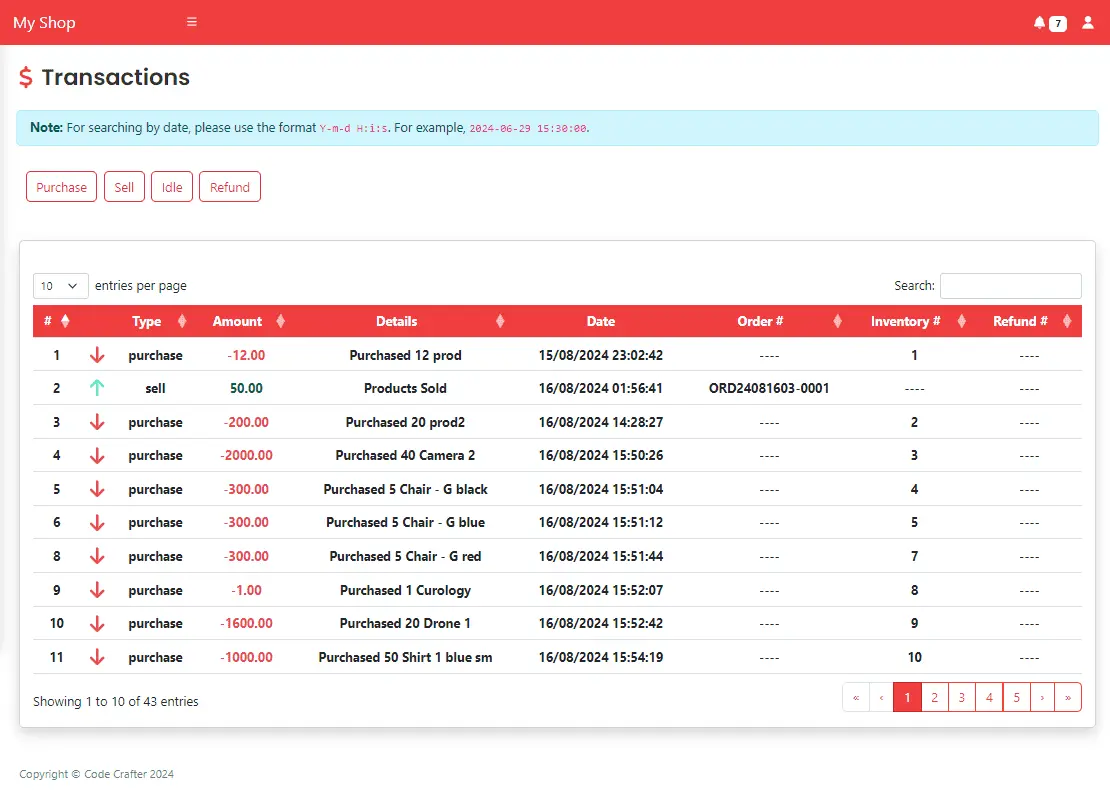 My Shop ☰ 7
$ Transactions
Note: For searching by date, please use the format Y-m-d H:i:s. For example, 2024-06-29 15:30:00.
Purchase Sell Idle Refund
10 entries per page Search:
# Type Amount Details Date Order # Inventory # Refund #
1 ↓ purchase -12.00 Purchased 12 prod 15/08/2024 23:02:42 ---- 1 ----
2 ↑ sell 50.00 Products Sold 16/08/2024 01:56:41 ORD24081603-0001 ---- ----
3 ↓ purchase -200.00 Purchased 20 prod2 16/08/2024 14:28:27 ---- 2 ----
4 ↓ purchase -2000.00 Purchased 40 Camera 2 16/08/2024 15:50:26 ---- 3 ----
5 ↓ purchase -300.00 Purchased 5 Chair - G black 16/08/2024 15:51:04 ---- 4 ----
6 ↓ purchase -300.00 Purchased 5 Chair - G blue 16/08/2024 15:51:12 ---- 5 ----
8 ↓ purchase -300.00 Purchased 5 Chair - G red 16/08/2024 15:51:44 ---- 7 ----
9 ↓ purchase -1.00 Purchased 1 Curology 16/08/2024 15:52:07 ---- 8 ----
10 ↓ purchase -1600.00 Purchased 20 Drone 1 16/08/2024 15:52:42 ---- 9 ----
11 ↓ purchase -1000.00 Purchased 50 Shirt 1 blue sm 16/08/2024 15:54:19 ---- 10 ----
Showing 1 to 10 of 43 entries « ‹ 1 2 3 4 5 › »
Copyright © Code Crafter 2024